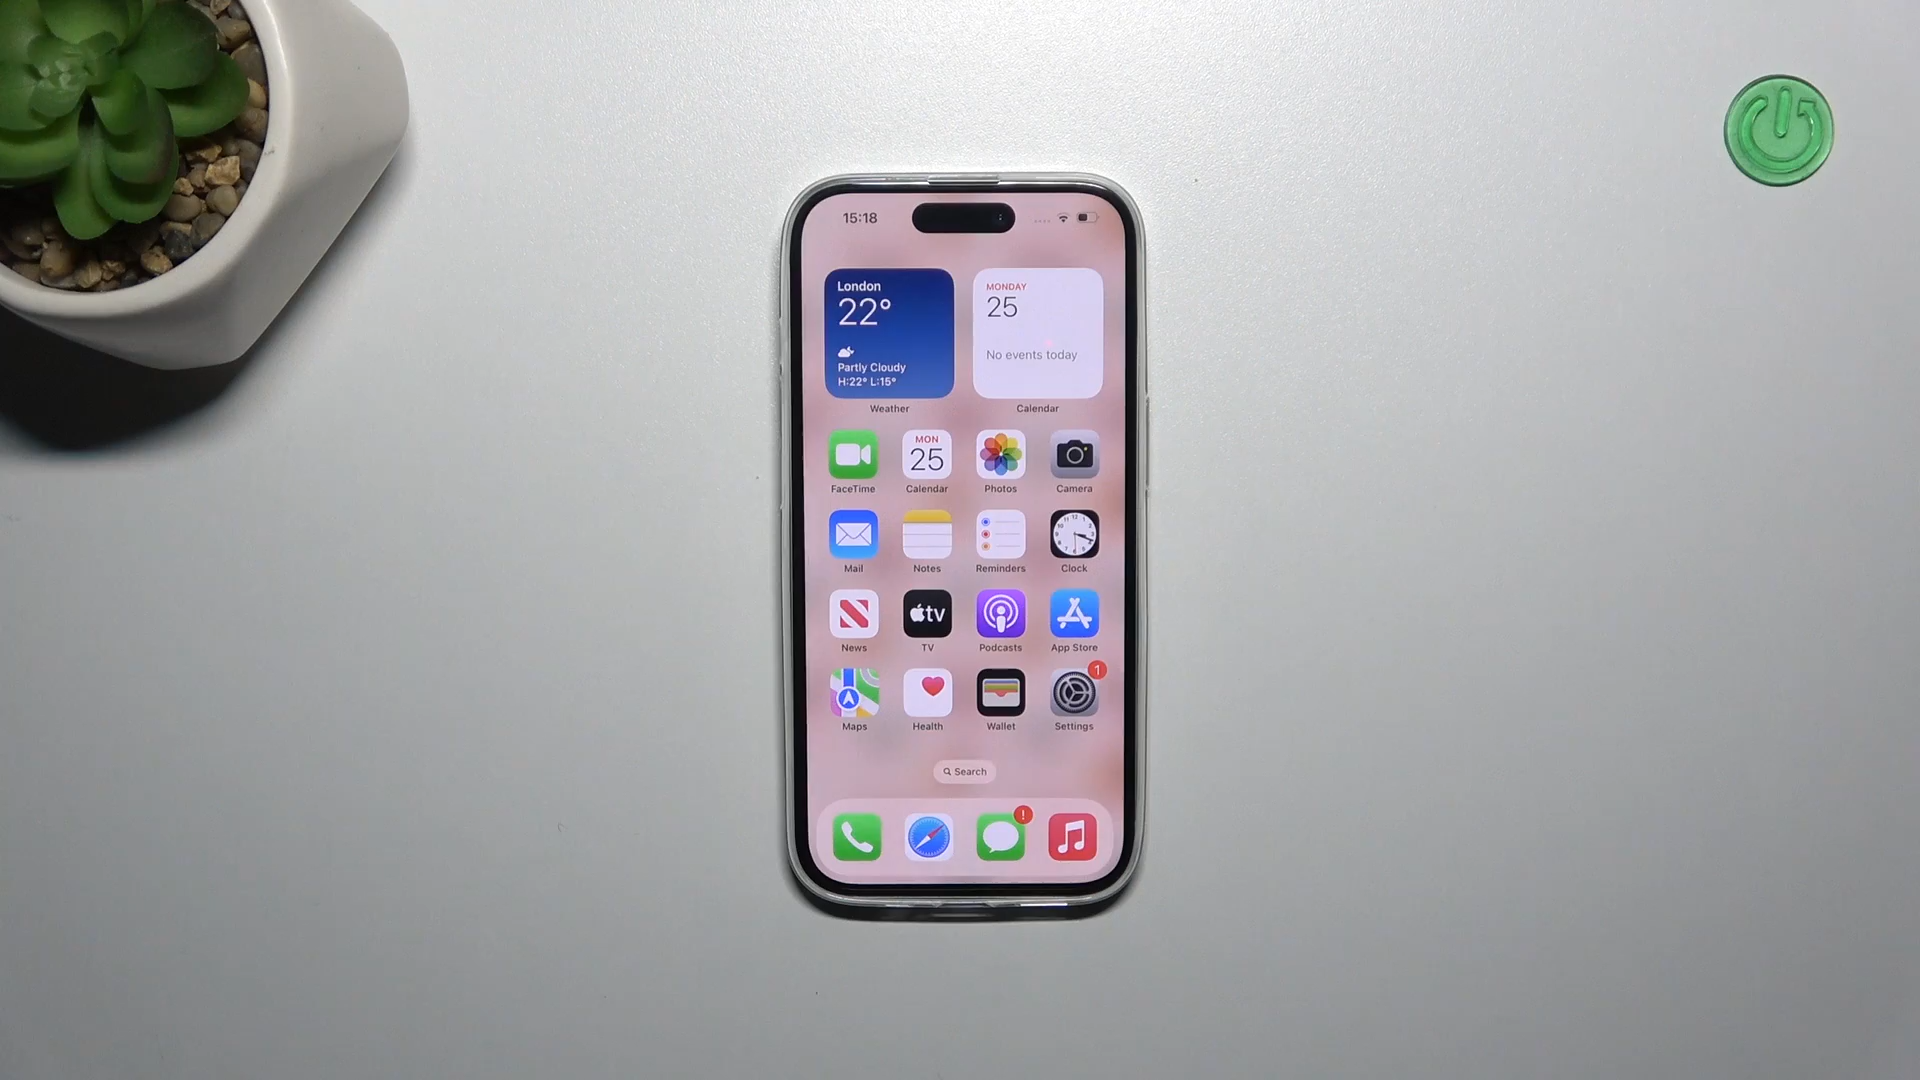 15:18
London
22°
Partly Cloudy
H:22° L:15°
Weather
MONDAY
25
No events today
Calendar
FaceTime
MON
25
Calendar
Photos
Camera
Mail
Notes
Reminders
Clock
News
tv
TV
Podcasts
App Store
1
Maps
Health
Wallet
Settings
Search
!